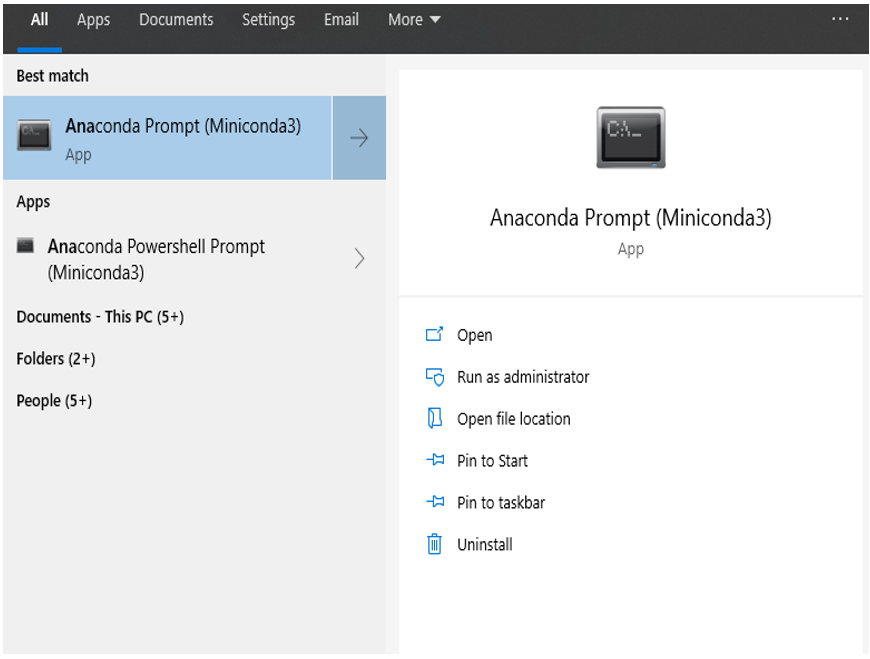 All Apps Documents Settings Email More
Best match
Anaconda Prompt (Miniconda3)
App
Apps
Anaconda Powershell Prompt
(Miniconda3)
Documents - This PC (5+)
Folders (2+)
People (5+)
C:\_
Anaconda Prompt (Miniconda3)
App
Open
Run as administrator
Open file location
Pin to Start
Pin to taskbar
Uninstall